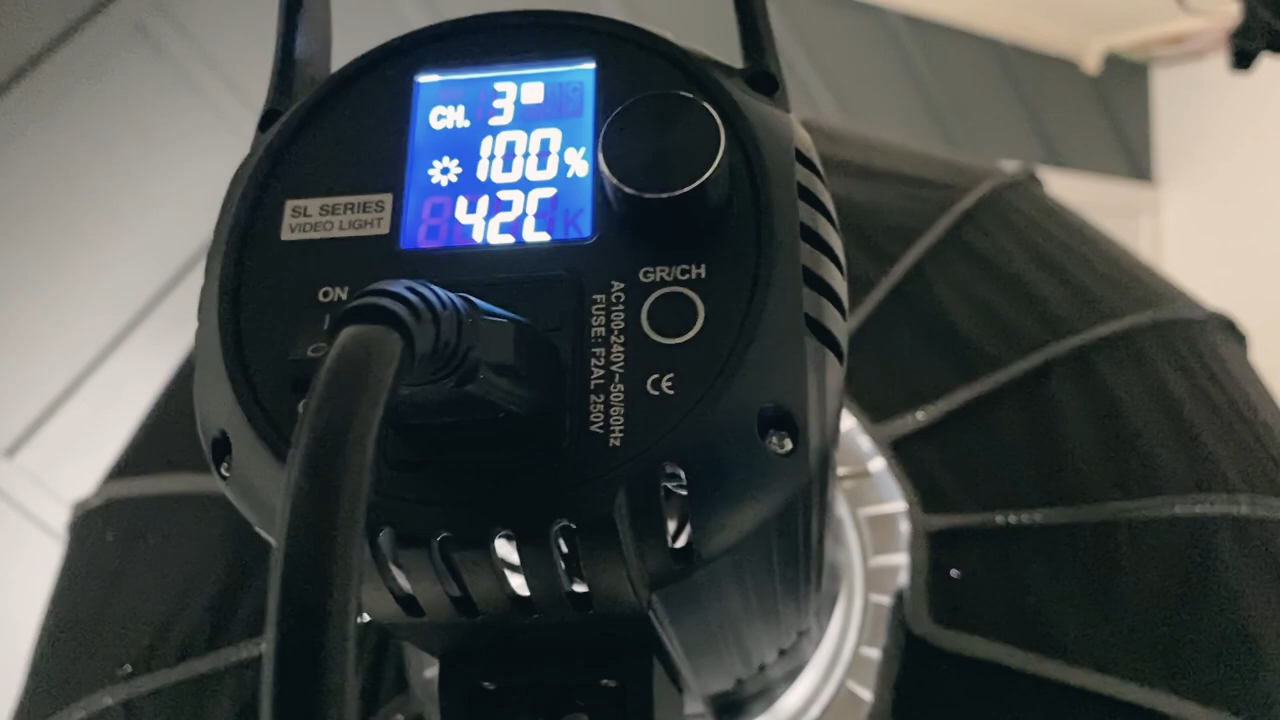 CH. 3
100%
42C
SL SERIES
VIDEO LIGHT
ON
GR/CH
AC100-240V~50/60Hz
FUSE: F2AL 250V
CE